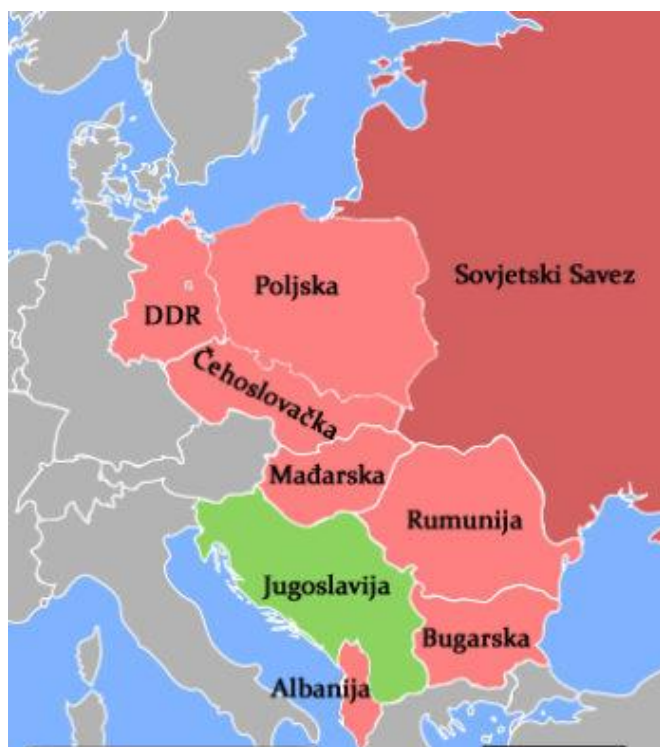 Sovjetski Savez
Poljska
DDR
Čehoslovačka
Mađarska
Rumunija
Jugoslavija
Bugarska
Albanija